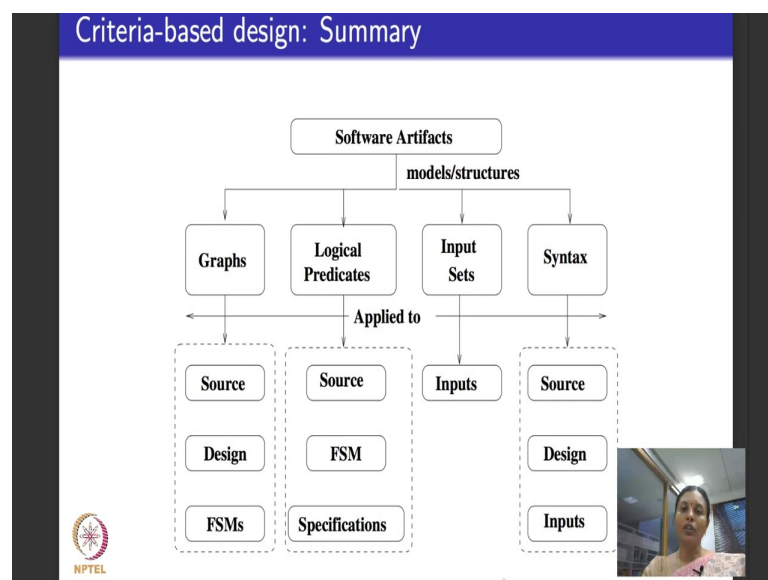 Criteria-based design: Summary
Software Artifacts
models/structures
Graphs
Logical
Predicates
Input
Sets
Syntax
Applied to
Source
Source
Inputs
Source
Design
FSM
Design
FSMs
Specifications
Inputs
NPTEL